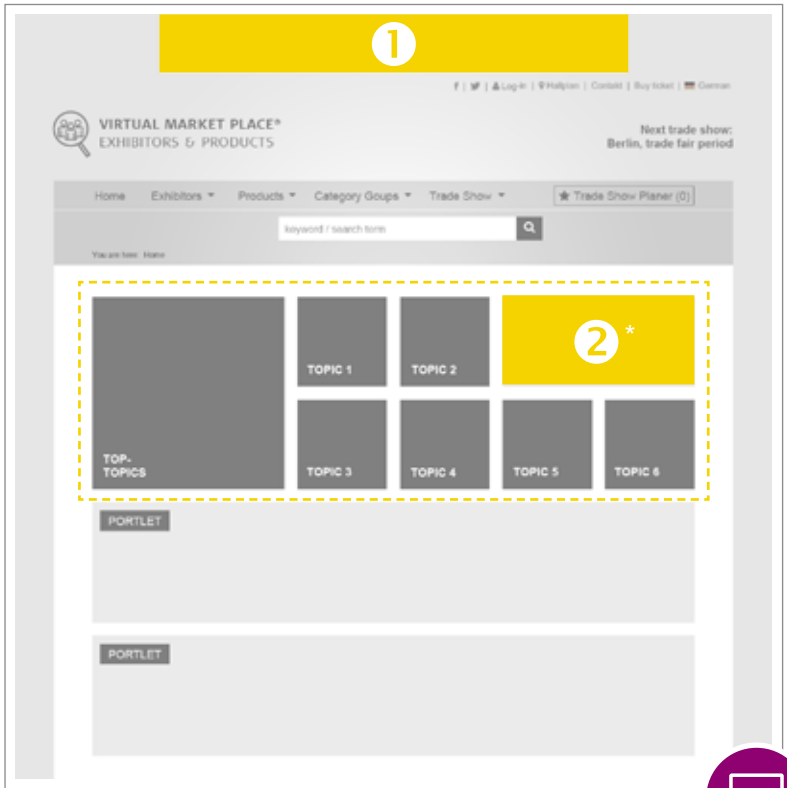 1
f | | Log-in | Hallplan | Contakt | Buy ticket | German
VIRTUAL MARKET PLACE®
EXHIBITORS & PRODUCTS
Next trade show:
Berlin, trade fair period
Home Exhibitors Products Category Goups Trade Show ★ Trade Show Planer (0)
keyword / search term
You are here: Home
2*
TOPIC 1 TOPIC 2
TOP-
TOPICS
TOPIC 3 TOPIC 4 TOPIC 5 TOPIC 6
PORTLET
PORTLET